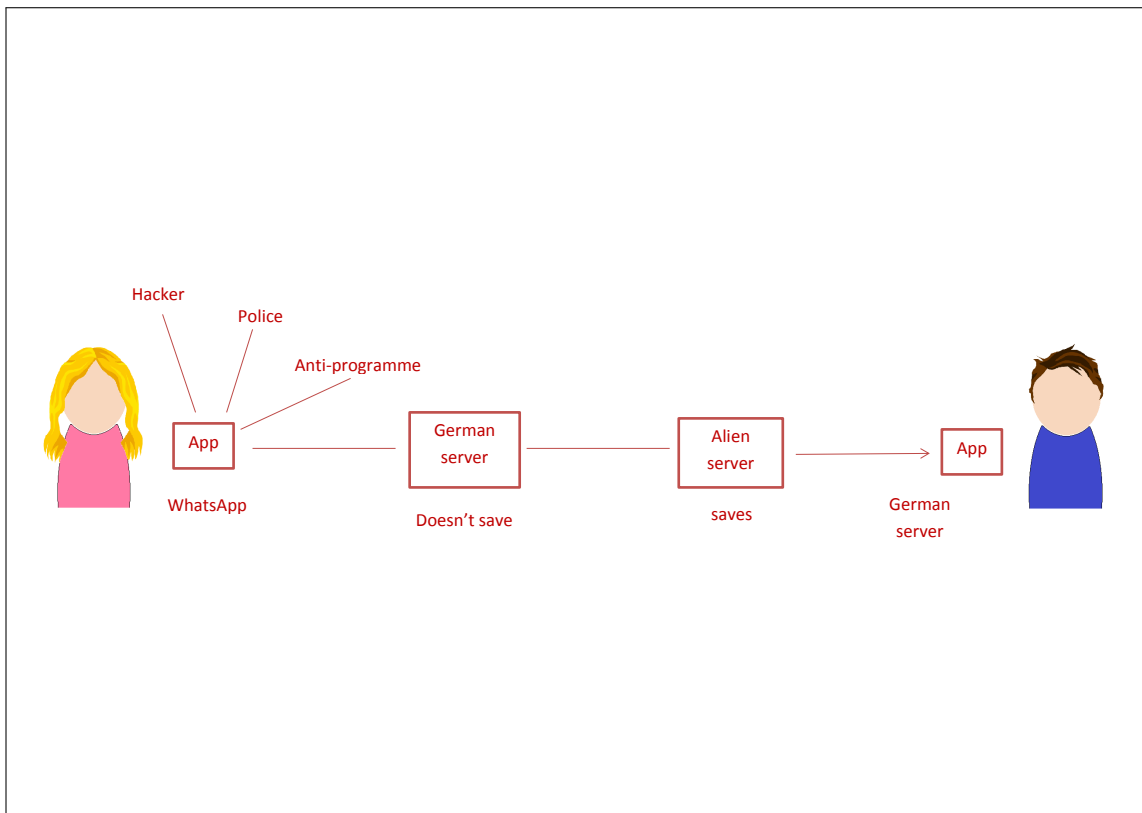 Hacker
Police
Anti-programme
App
WhatsApp
German
server
Doesn't save
Alien
server
saves
App
German
server